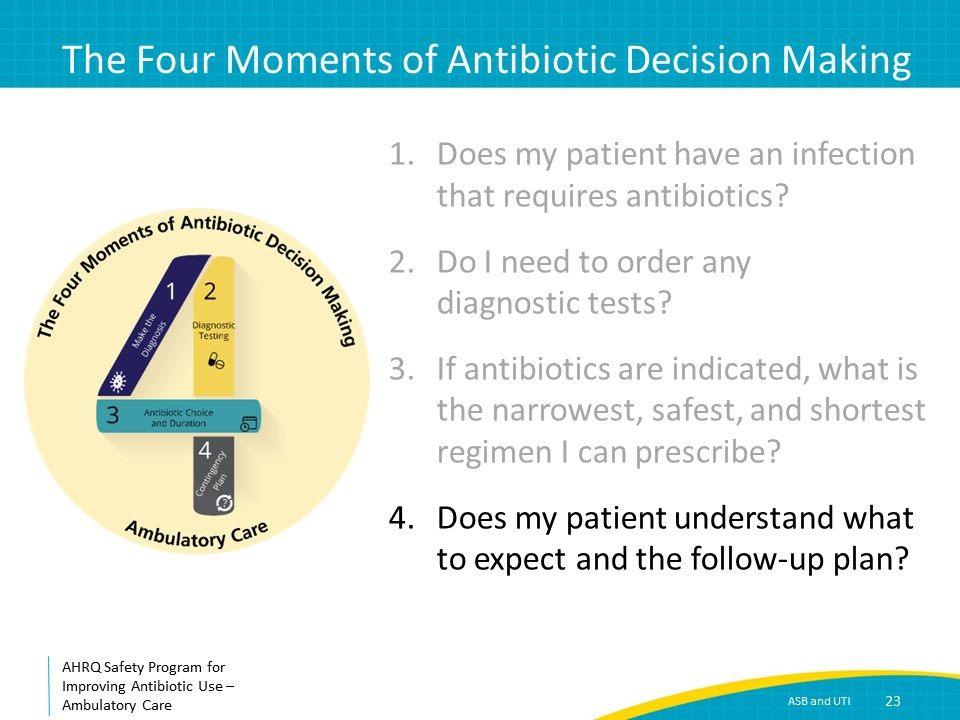 The Four Moments of Antibiotic Decision Making
The Four Moments of Antibiotic Decision Making
1
Make the
Diagnosis
2
Diagnostic
Testing
3
Antibiotic Choice
and Duration
4
Contingency
Plan
?
Ambulatory Care
1. Does my patient have an infection
that requires antibiotics?
2. Do I need to order any
diagnostic tests?
3. If antibiotics are indicated, what is
the narrowest, safest, and shortest
regimen I can prescribe?
4. Does my patient understand what
to expect and the follow-up plan?
AHRQ Safety Program for
Improving Antibiotic Use –
Ambulatory Care
ASB and UTI
23